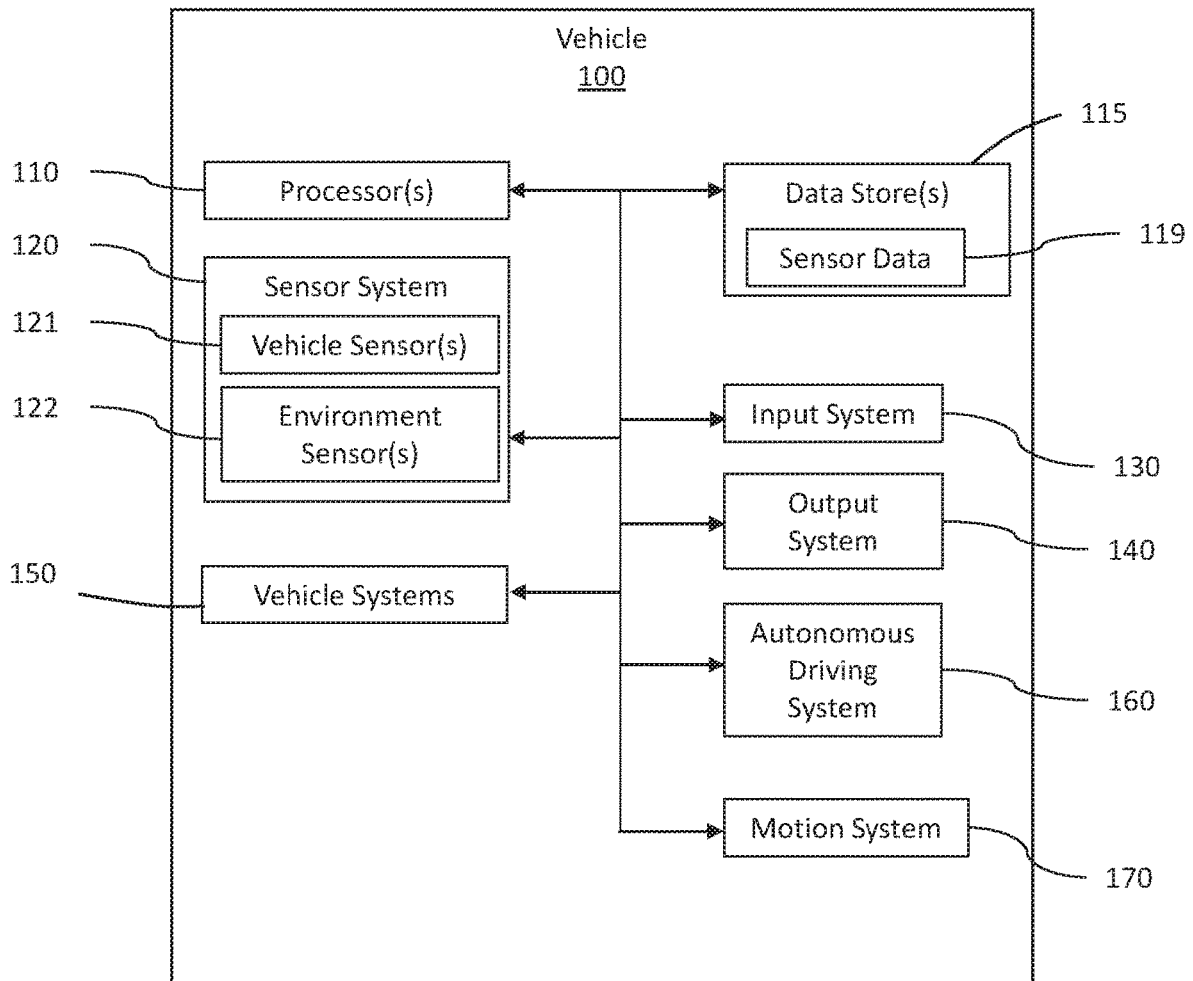 Vehicle
100
115
110
Processor(s)
Data Store(s)
119
Sensor Data
120
Sensor System
121
Vehicle Sensor(s)
122
Environment
Sensor(s)
Input System
130
Output
System
140
150
Vehicle Systems
Autonomous
Driving
System
160
Motion System
170